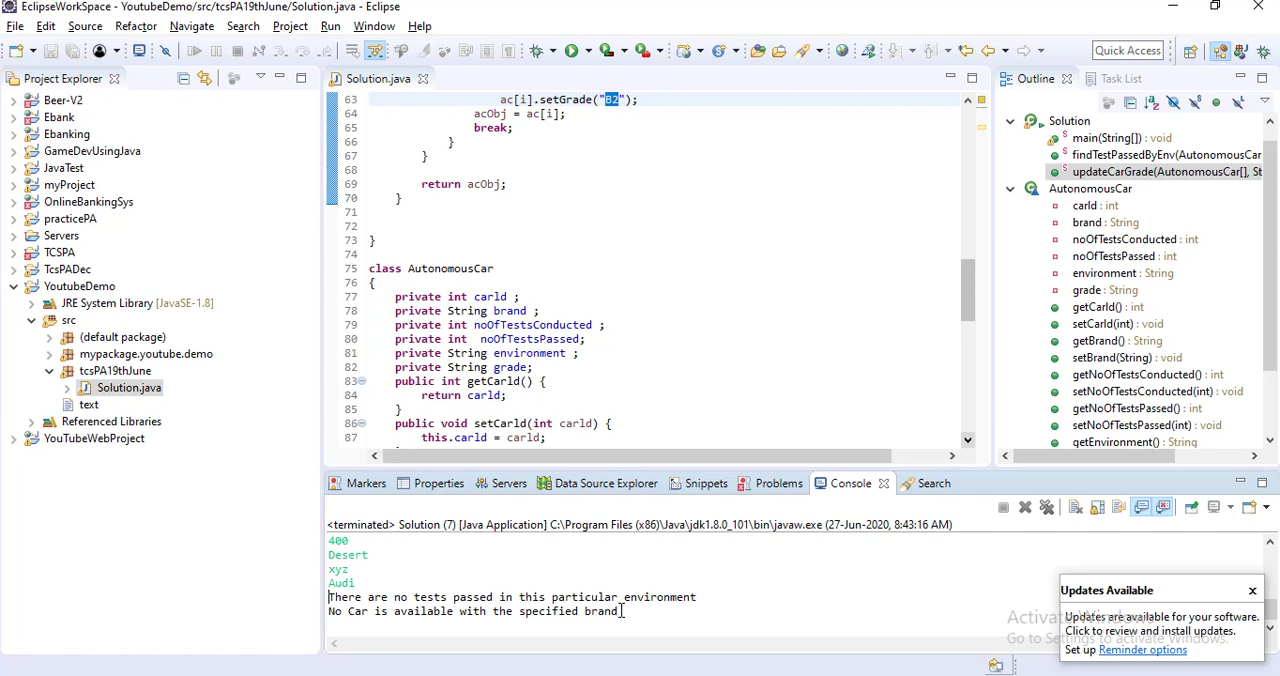 EclipseWorkSpace - YoutubeDemo/src/tcsPA19thJune/Solution.java - Eclipse
File Edit Source Refactor Navigate Search Project Run Window Help
Quick Access
Project Explorer
Beer-V2
Ebank
Ebanking
GameDevUsingJava
JavaTest
myProject
OnlineBankingSys
practicePA
Servers
TCSPA
TcsPADec
YoutubeDemo
JRE System Library [JavaSE-1.8]
src
(default package)
mypackage.youtube.demo
tcsPA19thJune
Solution.java
text
Referenced Libraries
YouTubeWebProject
Solution.java
63 ac[i].setGrade("B2");
64 acObj = ac[i];
65 break;
66 }
67 }
68
69 return acObj;
70 }
71
72
73 }
74
75 class AutonomousCar
76 {
77 private int carld ;
78 private String brand ;
79 private int noOfTestsConducted ;
80 private int noOfTestsPassed;
81 private String environment ;
82 private String grade;
83 public int getCarld() {
84 return carld;
85 }
86 public void setCarld(int carld) {
87 this.carld = carld;
Outline Task List
Solution
main(String[]) : void
findTestPassedByEnv(AutonomousCar
updateCarGrade(AutonomousCar[], St
AutonomousCar
carld : int
brand : String
noOfTestsConducted : int
noOfTestsPassed : int
environment : String
grade : String
getCarld() : int
setCarld(int) : void
getBrand() : String
setBrand(String) : void
getNoOfTestsConducted() : int
setNoOfTestsConducted(int) : void
getNoOfTestsPassed() : int
setNoOfTestsPassed(int) : void
getEnvironment() : String
Markers Properties Servers Data Source Explorer Snippets Problems Console Search
<terminated> Solution (7) [Java Application] C:\Program Files (x86)\Java\jdk1.8.0_101\bin\javaw.exe (27-Jun-2020, 8:43:16 AM)
400
Desert
xyz
Audi
There are no tests passed in this particular environment
No Car is available with the specified brand
Updates Available
Updates are available for your software.
Click to review and install updates.
Set up Reminder options
Activate Windows
Go to Settings to activate Windows.